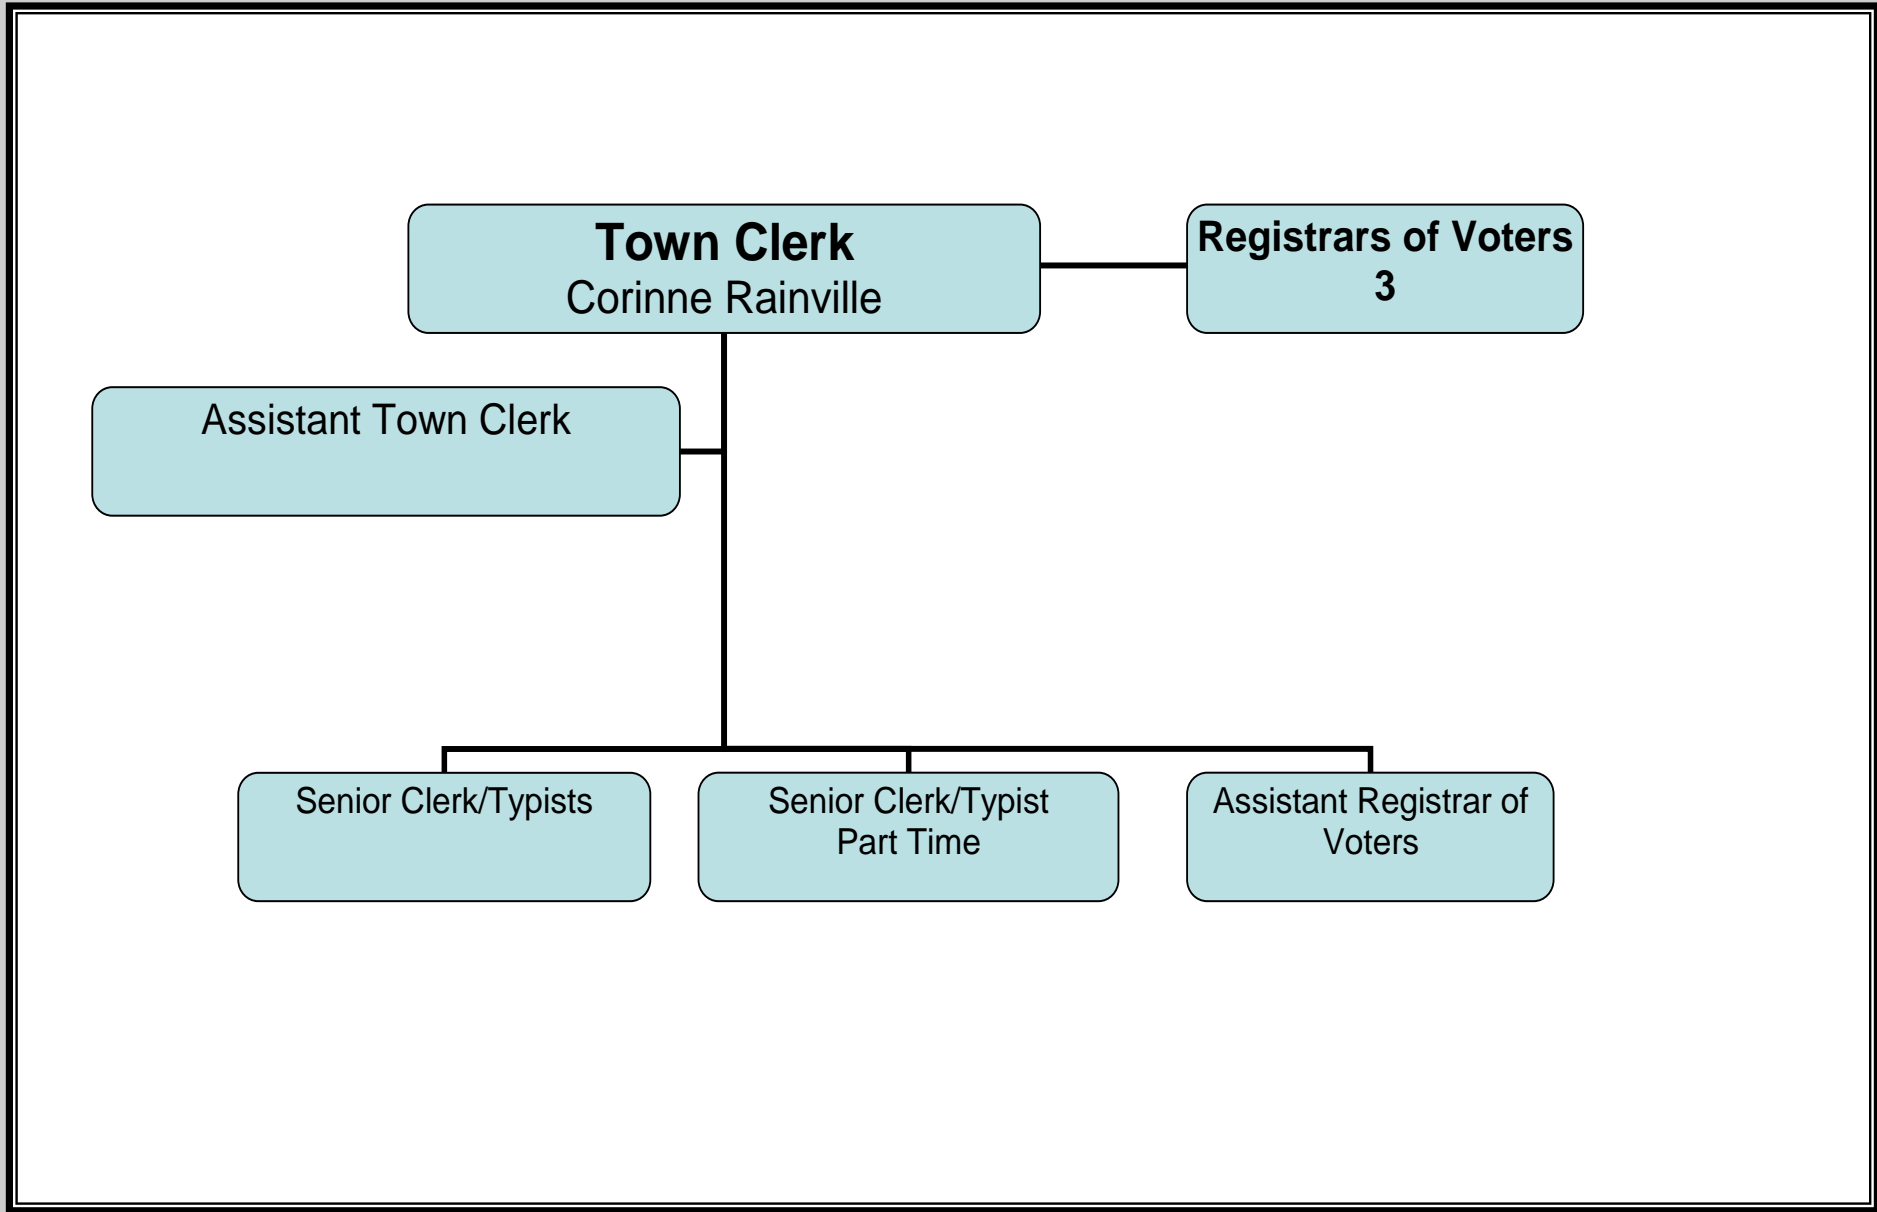 Town Clerk
Corinne Rainville
Registrars of Voters
3
Assistant Town Clerk
Senior Clerk/Typists
Senior Clerk/Typist
Part Time
Assistant Registrar of
Voters